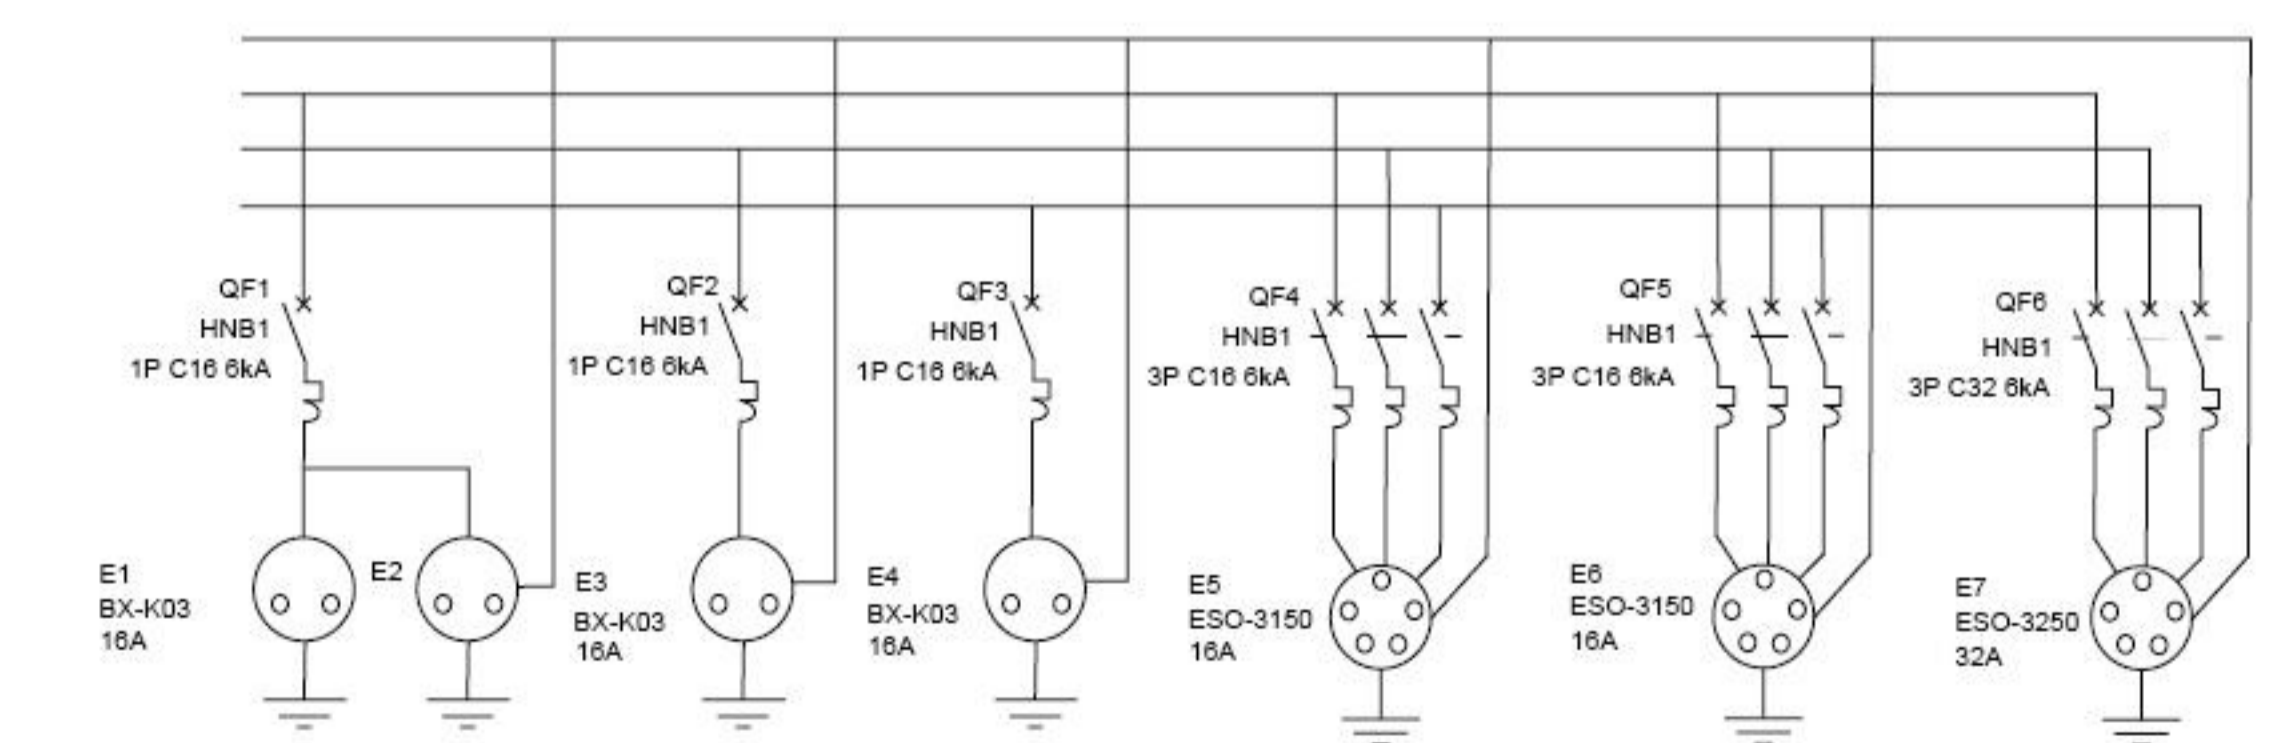 QF1
HNB1
1P C16 6kA
QF2
HNB1
1P C16 6kA
QF3
HNB1
1P C16 6kA
QF4
HNB1
3P C16 6kA
QF5
HNB1
3P C16 6kA
QF6
HNB1
3P C32 6kA
E1
BX-K03
16A
E2
E3
BX-K03
16A
E4
BX-K03
16A
E5
ESO-3150
16A
E6
ESO-3150
16A
E7
ESO-3250
32A